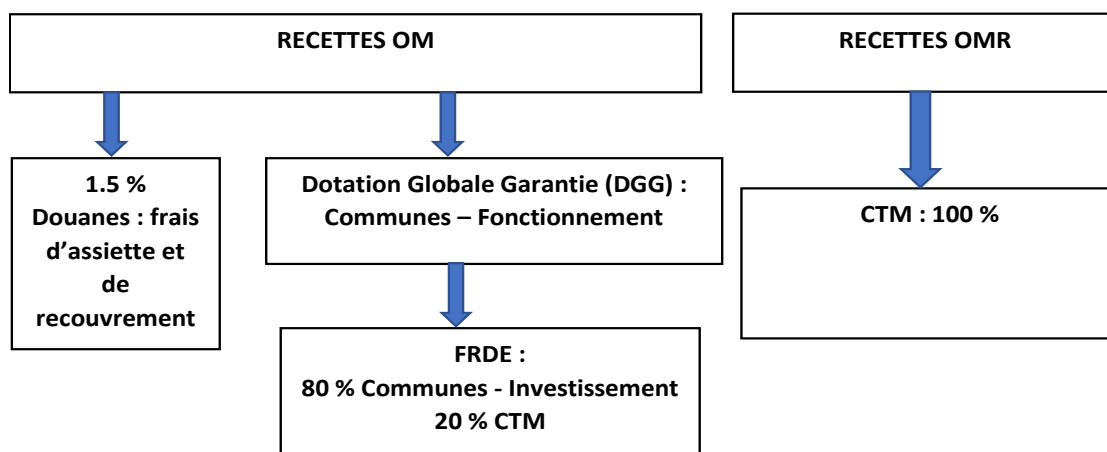 RECETTES OM
RECETTES OMR
1.5 %
Douanes : frais
d’assiette et
de
recouvrement
Dotation Globale Garantie (DGG) :
Communes – Fonctionnement
CTM : 100 %
FRDE :
80 % Communes - Investissement
20 % CTM